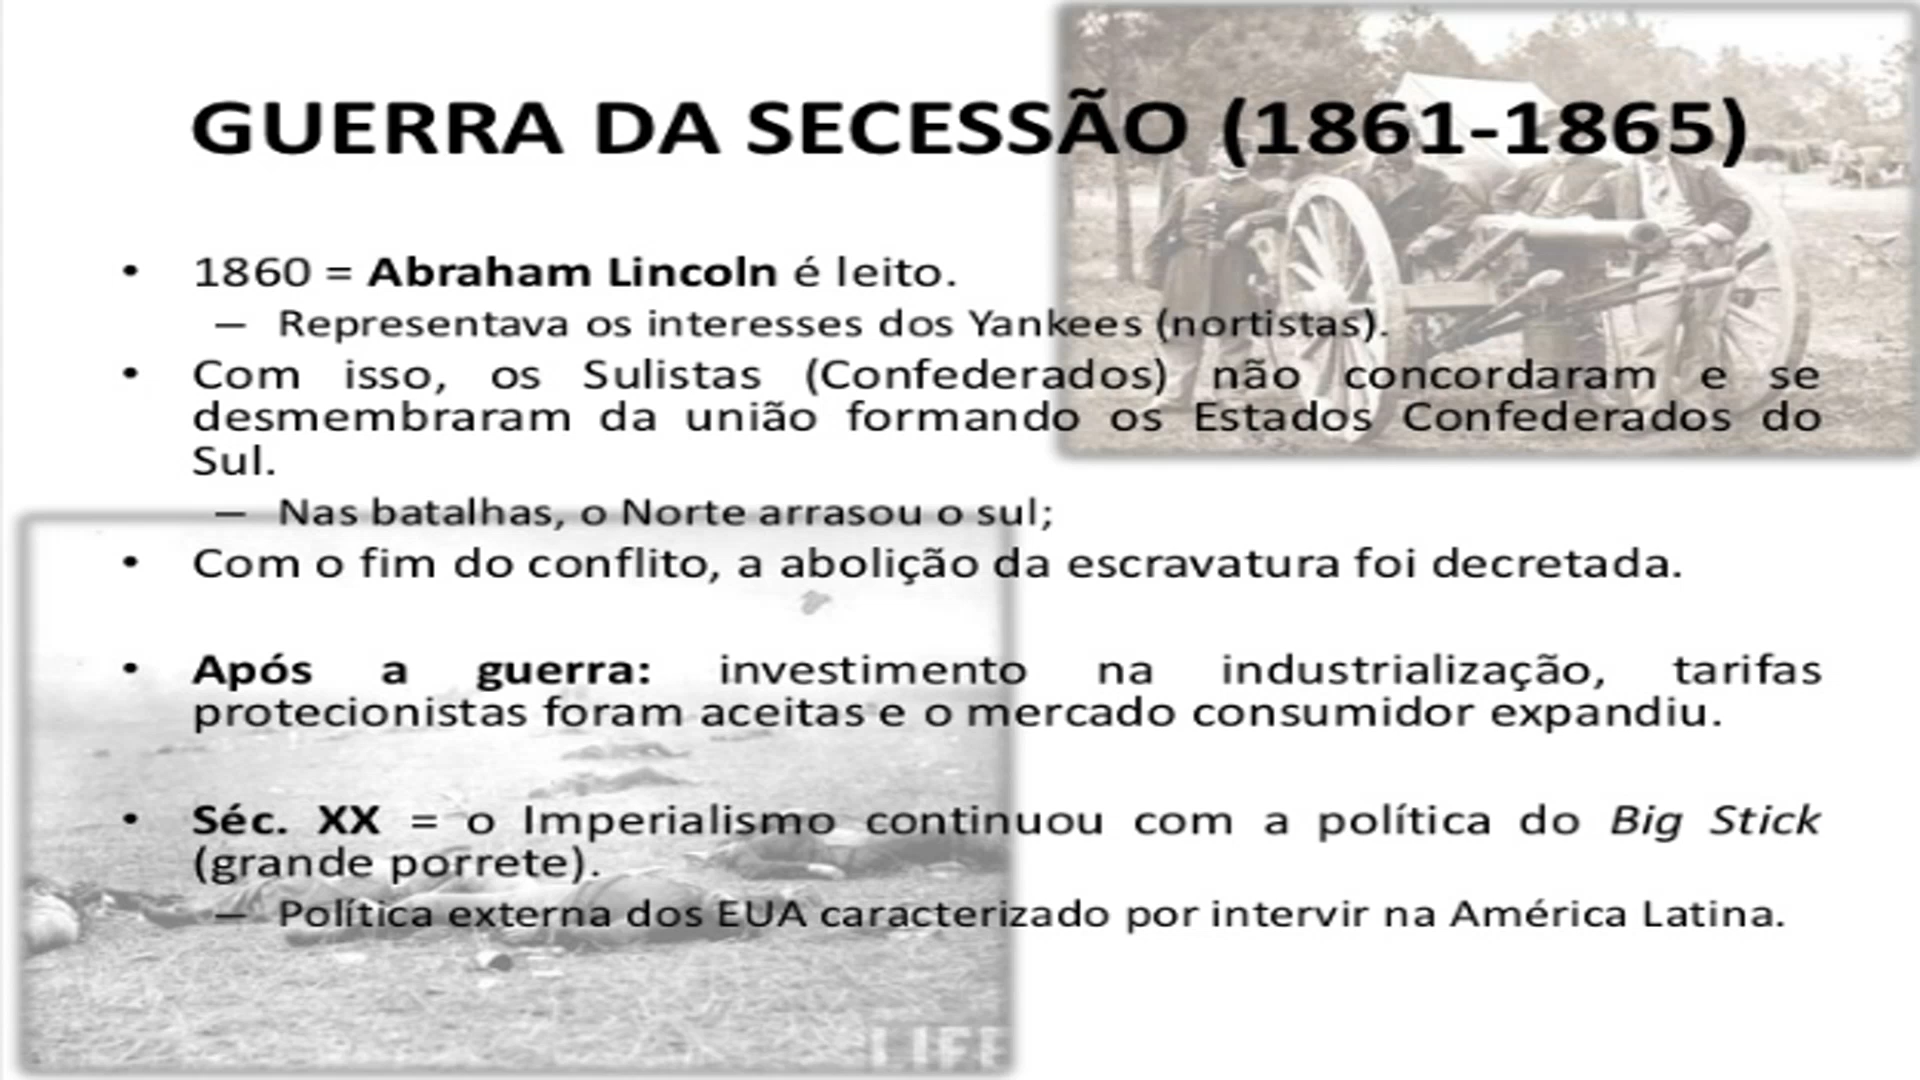 GUERRA DA SECESSÃO (1861-1865)
• 1860 = Abraham Lincoln é leito.
– Representava os interesses dos Yankees (nortistas).
• Com isso, os Sulistas (Confederados) não concordaram e se
desmembraram da união formando os Estados Confederados do
Sul.
– Nas batalhas, o Norte arrasou o sul;
• Com o fim do conflito, a abolição da escravatura foi decretada.
• Após a guerra: investimento na industrialização, tarifas
protecionistas foram aceitas e o mercado consumidor expandiu.
• Séc. XX = o Imperialismo continuou com a política do Big Stick
(grande porrete).
– Política externa dos EUA caracterizado por intervir na América Latina.
LIFE